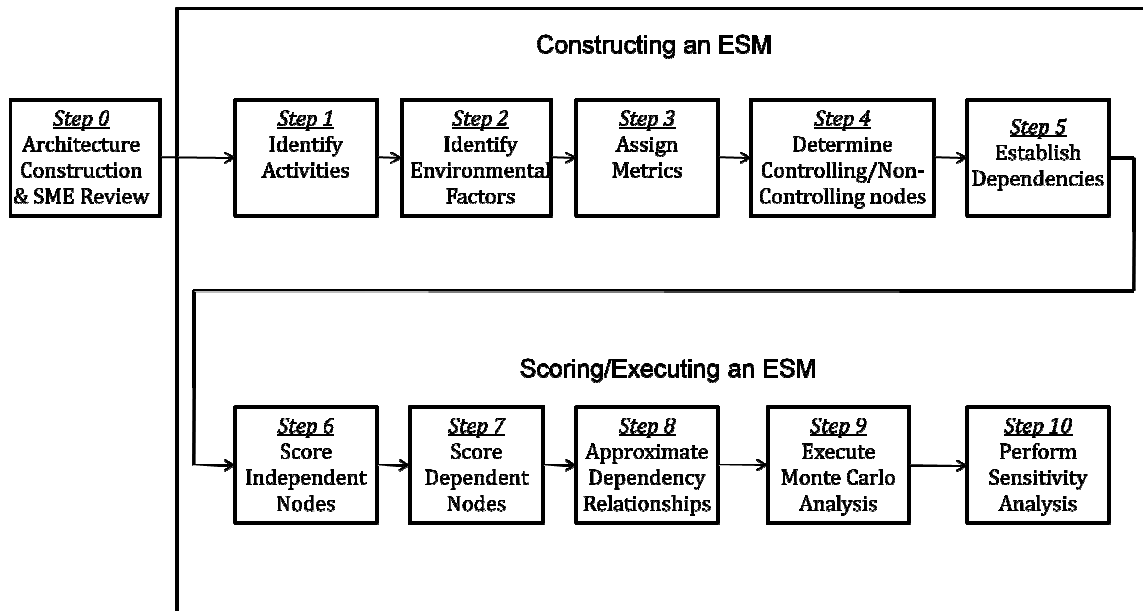 Constructing an ESM
Step 0
Architecture
Construction
& SME Review
Step 1
Identify
Activities
Step 2
Identify
Environmental
Factors
Step 3
Assign
Metrics
Step 4
Determine
Controlling/Non-
Controlling nodes
Step 5
Establish
Dependencies
Scoring/Executing an ESM
Step 6
Score
Independent
Nodes
Step 7
Score
Dependent
Nodes
Step 8
Approximate
Dependency
Relationships
Step 9
Execute
Monte Carlo
Analysis
Step 10
Perform
Sensitivity
Analysis